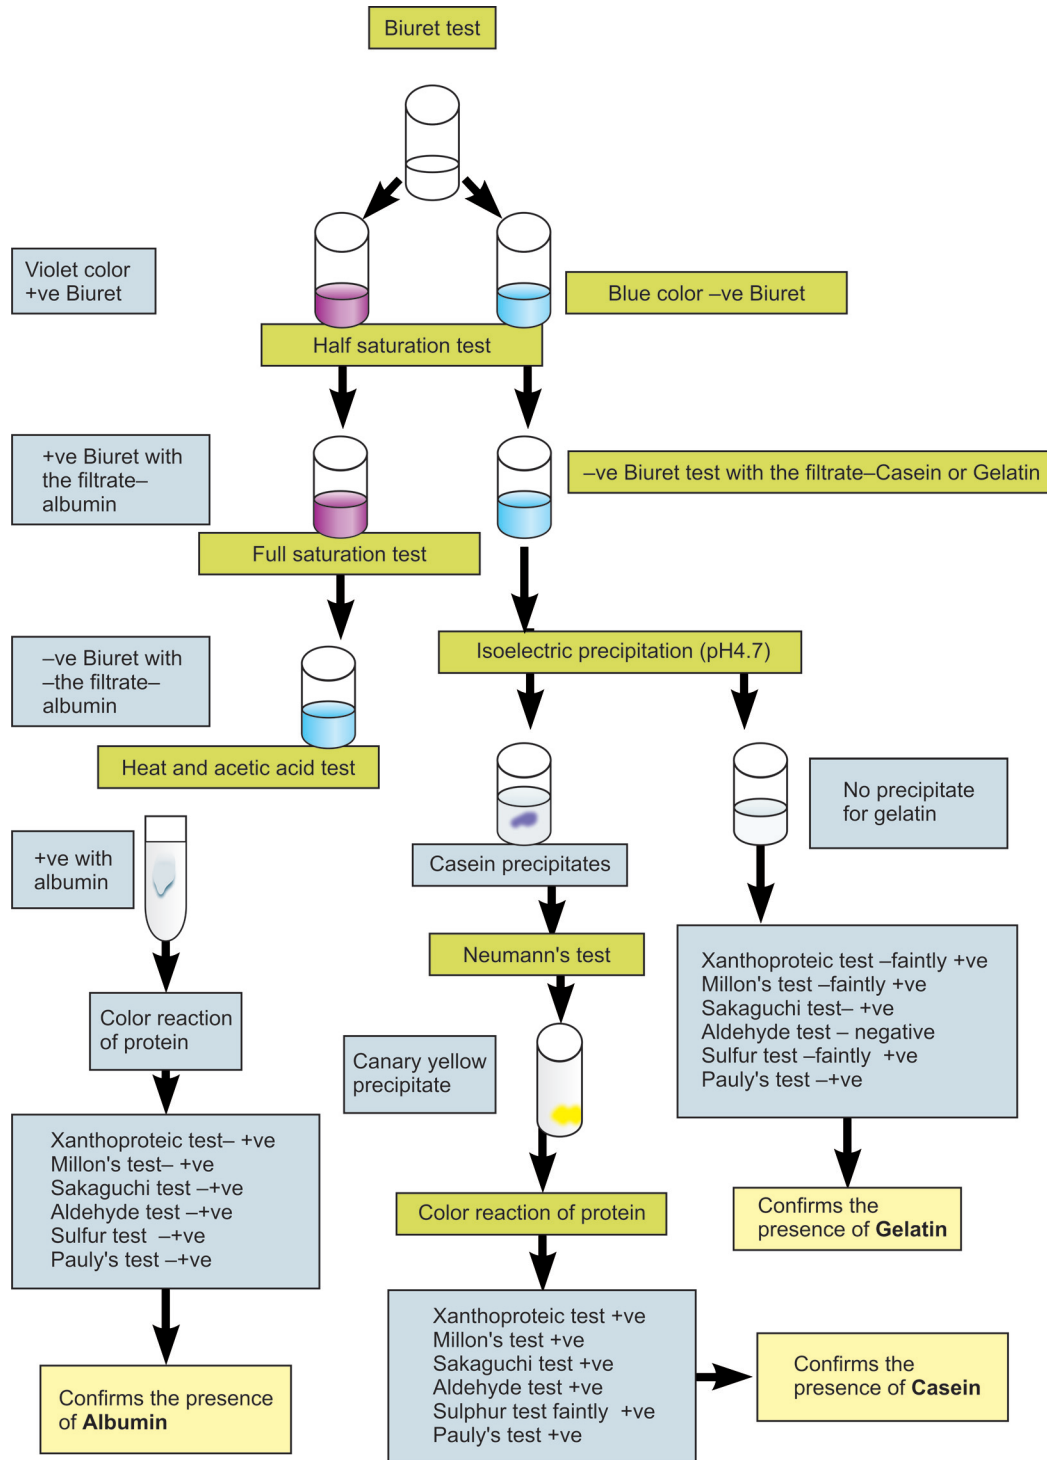 Biuret test
Violet color
+ve Biuret
Blue color –ve Biuret
Half saturation test
+ve Biuret with
the filtrate–
albumin
–ve Biuret test with the filtrate–Casein or Gelatin
Full saturation test
–ve Biuret with
–the filtrate–
albumin
Isoelectric precipitation (pH4.7)
Heat and acetic acid test
No precipitate
for gelatin
+ve with
albumin
Casein precipitates
Neumann's test
Xanthoproteic test –faintly +ve
Millon's test –faintly +ve
Sakaguchi test– +ve
Aldehyde test – negative
Sulfur test –faintly +ve
Pauly's test –+ve
Color reaction
of protein
Canary yellow
precipitate
Xanthoproteic test– +ve
Millon's test– +ve
Sakaguchi test –+ve
Aldehyde test –+ve
Sulfur test –+ve
Pauly's test –+ve
Color reaction of protein
Confirms the
presence of Gelatin
Xanthoproteic test +ve
Millon's test +ve
Sakaguchi test +ve
Aldehyde test +ve
Sulphur test faintly +ve
Pauly's test +ve
Confirms the
presence of Casein
Confirms the presence
of Albumin